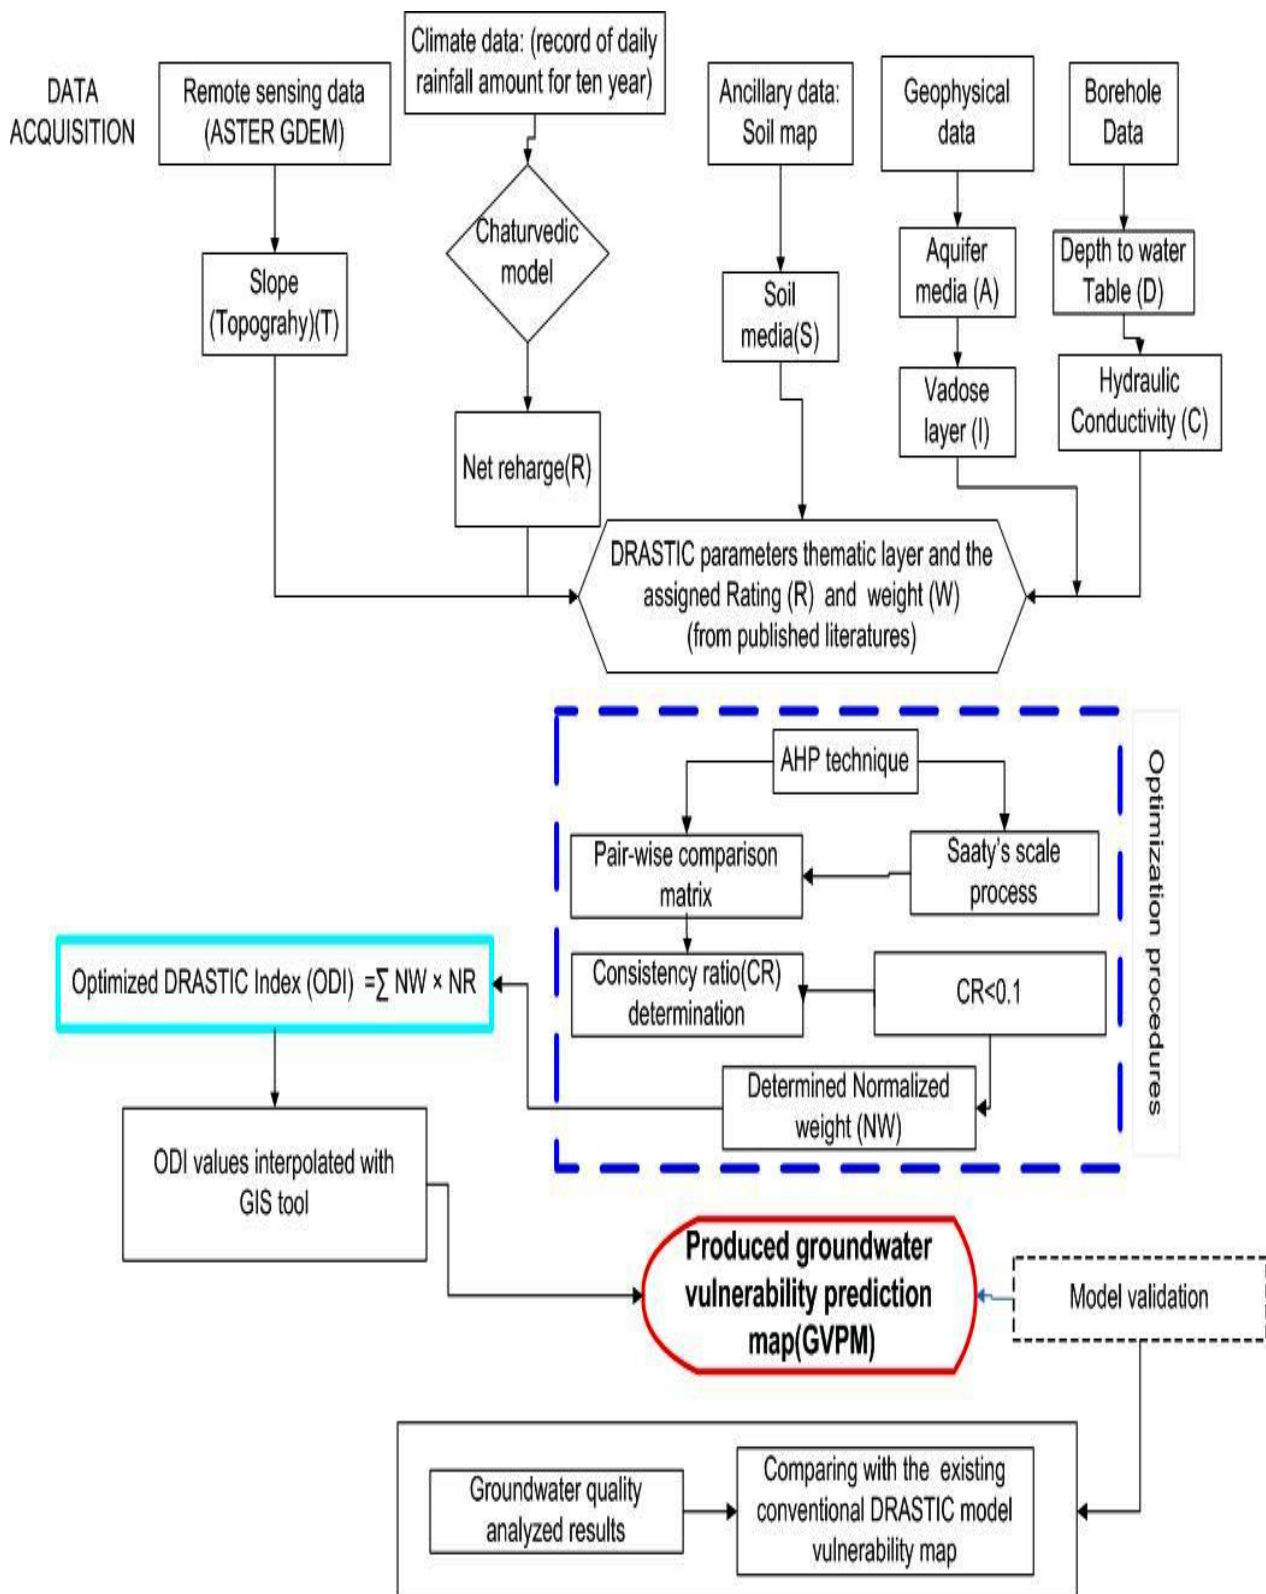 DATA
ACQUISITION
Remote sensing data
(ASTER GDEM)
Climate data: (record of daily
rainfall amount for ten year)
Ancillary data:
Soil map
Geophysical
data
Borehole
Data
Slope
(Topograhy)(T)
Chaturvedic
model
Soil
media(S)
Aquifer
media (A)
Depth to water
Table (D)
Net reharge(R)
Vadose
layer (I)
Hydraulic
Conductivity (C)
DRASTIC parameters thematic layer and the
assigned Rating (R) and weight (W)
(from published literatures)
AHP technique
Pair-wise comparison
matrix
Saaty's scale
process
Consistency ratio(CR)
determination
CR<0.1
Determined Normalized
weight (NW)
Optimization procedures
Optimized DRASTIC Index (ODI) =∑ NW × NR
ODI values interpolated with
GIS tool
Produced groundwater
vulnerability prediction
map(GVPM)
Model validation
Groundwater quality
analyzed results
Comparing with the existing
conventional DRASTIC model
vulnerability map